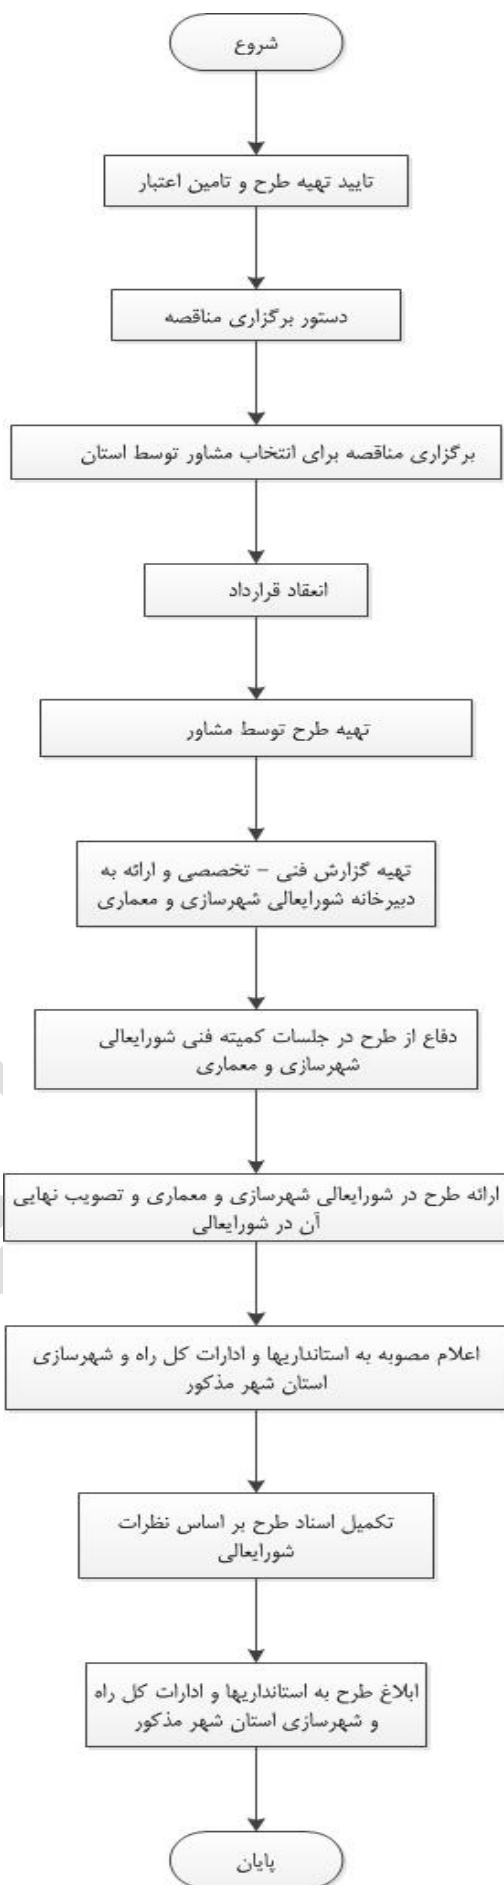 شروع
تایید تهیه طرح و تامین اعتبار
دستور برگزاری مناقصه
برگزاری مناقصه برای انتخاب مشاور توسط استان
انعقاد قرارداد
تهیه طرح توسط مشاور
تهیه گزارش فنی – تخصصی و ارائه به
دبیرخانه شورایعالی شهرسازی و معماری
دفاع از طرح در جلسات کمیته فنی شورایعالی
شهرسازی و معماری
ارائه طرح در شورایعالی شهرسازی و معماری و تصویب نهایی
آن در شورایعالی
اعلام مصوبه به استانداریها و ادارات کل راه و شهرسازی
استان شهر مذکور
تکمیل اسناد طرح بر اساس نظرات
شورایعالی
ابلاغ طرح به استانداریها و ادارات کل راه
و شهرسازی استان شهر مذکور
پایان